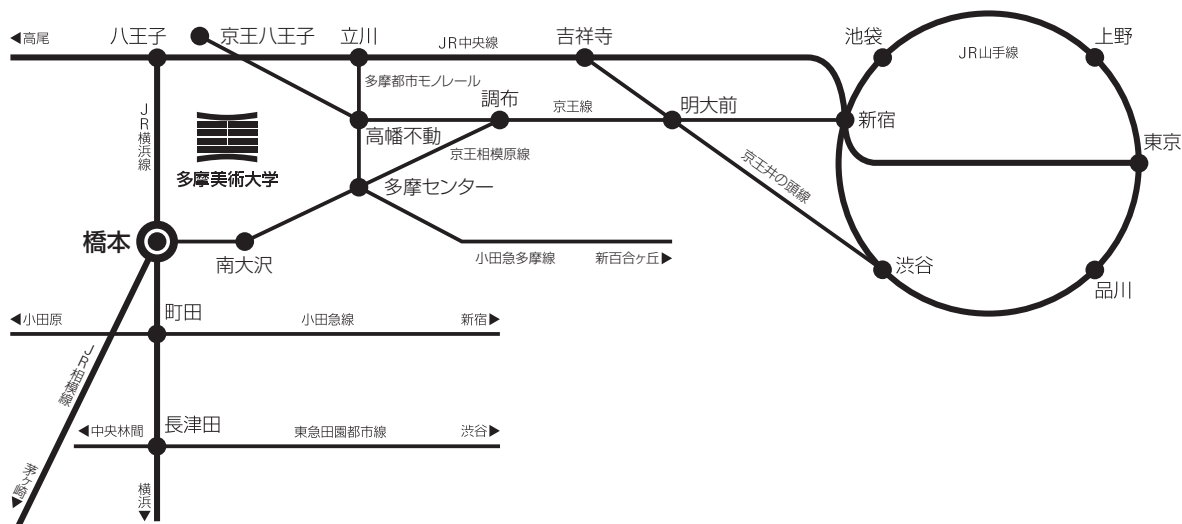 ◀高尾
八王子
京王八王子
立川
JR中央線
吉祥寺
池袋
上野
JR山手線
多摩都市モノレール
調布
京王線
明大前
新宿
東京
JR横浜線
高幡不動
京王相模原線
京王井の頭線
多摩美術大学
多摩センター
橋本
南大沢
小田急多摩線
新百合ヶ丘▶
渋谷
品川
町田
◀小田原
小田急線
新宿▶
JR相模線
長津田
◀中央林間
東急田園都市線
渋谷▶
茅ヶ崎▼
横浜▼